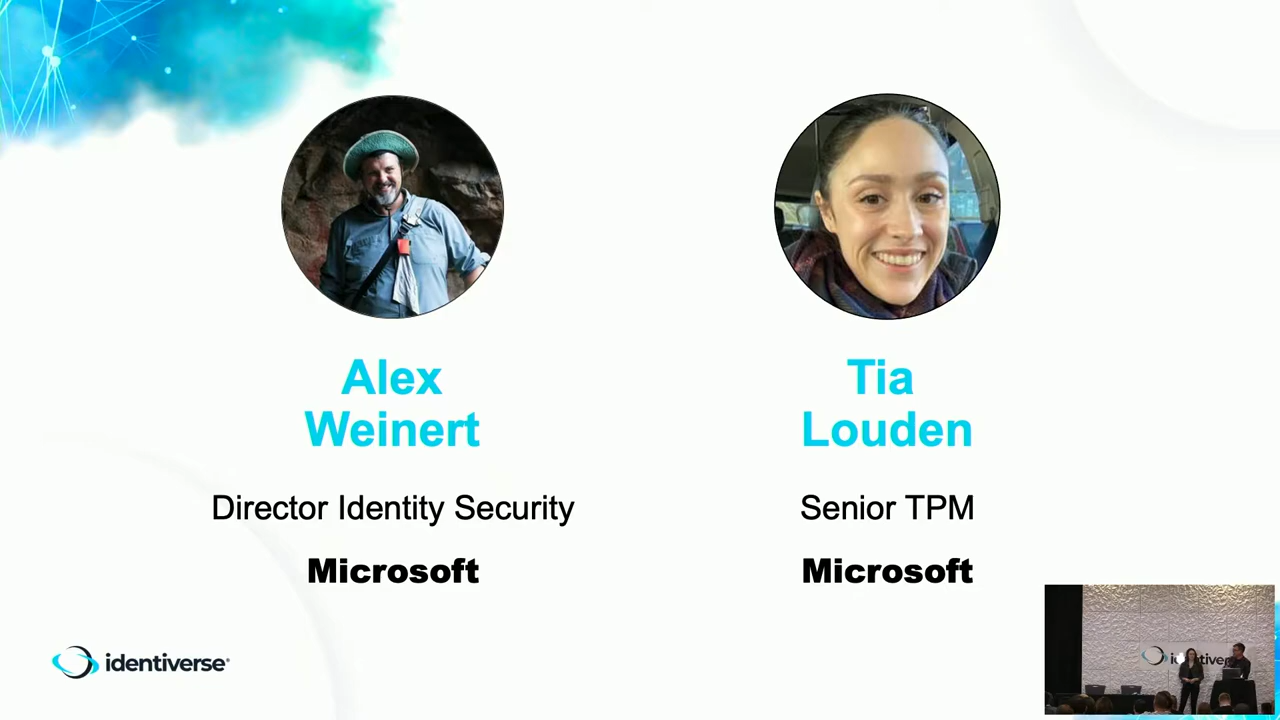 Alex
Weinert
Director Identity Security
Microsoft
Tia
Louden
Senior TPM
Microsoft
identiverse®